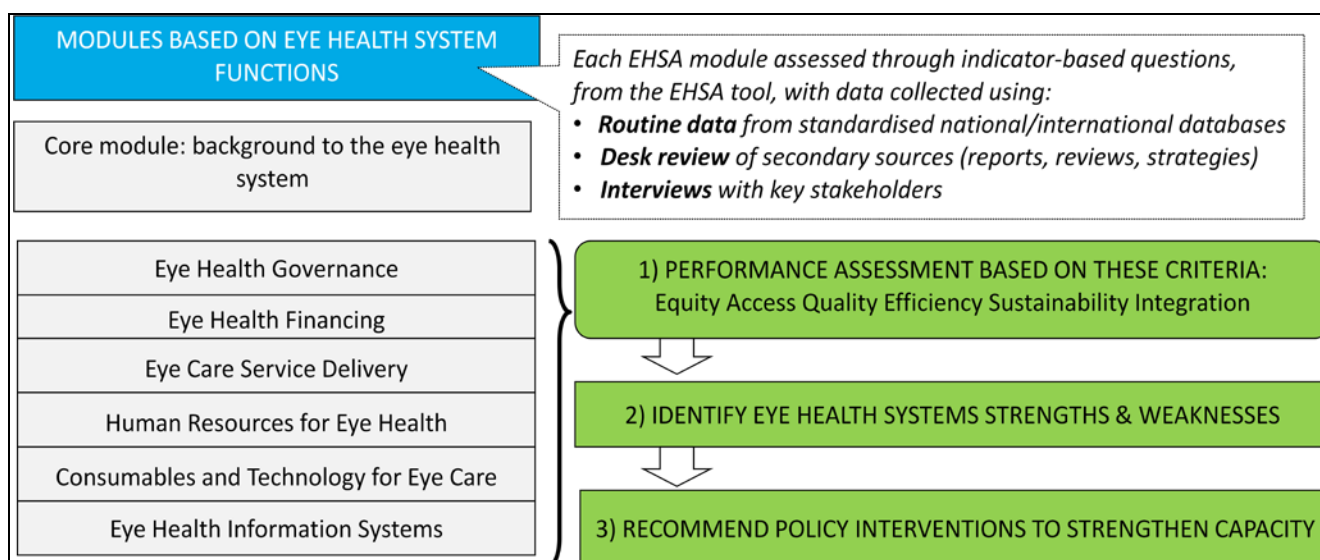 MODULES BASED ON EYE HEALTH SYSTEM
FUNCTIONS
Each EHSA module assessed through indicator-based questions,
from the EHSA tool, with data collected using:
• Routine data from standardised national/international databases
• Desk review of secondary sources (reports, reviews, strategies)
• Interviews with key stakeholders
Core module: background to the eye health
system
Eye Health Governance
Eye Health Financing
Eye Care Service Delivery
Human Resources for Eye Health
Consumables and Technology for Eye Care
Eye Health Information Systems
1) PERFORMANCE ASSESSMENT BASED ON THESE CRITERIA:
Equity Access Quality Efficiency Sustainability Integration
2) IDENTIFY EYE HEALTH SYSTEMS STRENGTHS & WEAKNESSES
3) RECOMMEND POLICY INTERVENTIONS TO STRENGTHEN CAPACITY